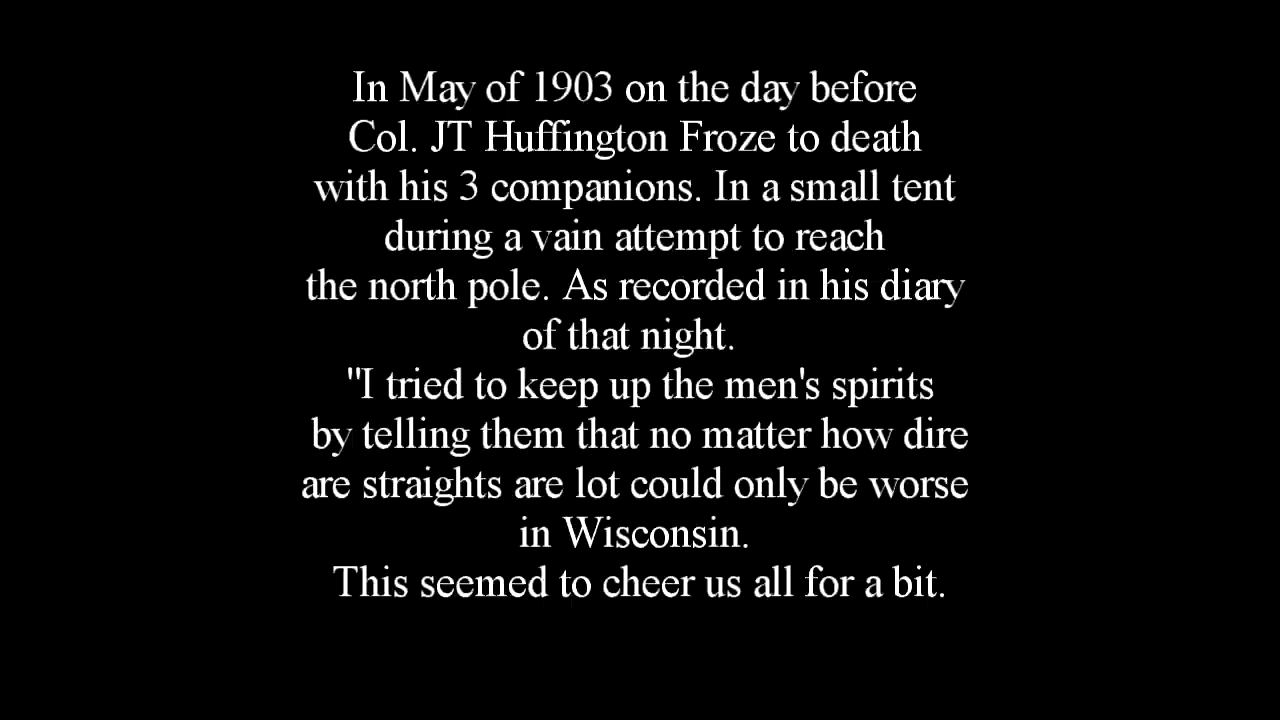 In May of 1903 on the day before
Col. JT Huffington Froze to death
with his 3 companions. In a small tent
during a vain attempt to reach
the north pole. As recorded in his diary
of that night.
"I tried to keep up the men's spirits
by telling them that no matter how dire
are straights are lot could only be worse
in Wisconsin.
This seemed to cheer us all for a bit.